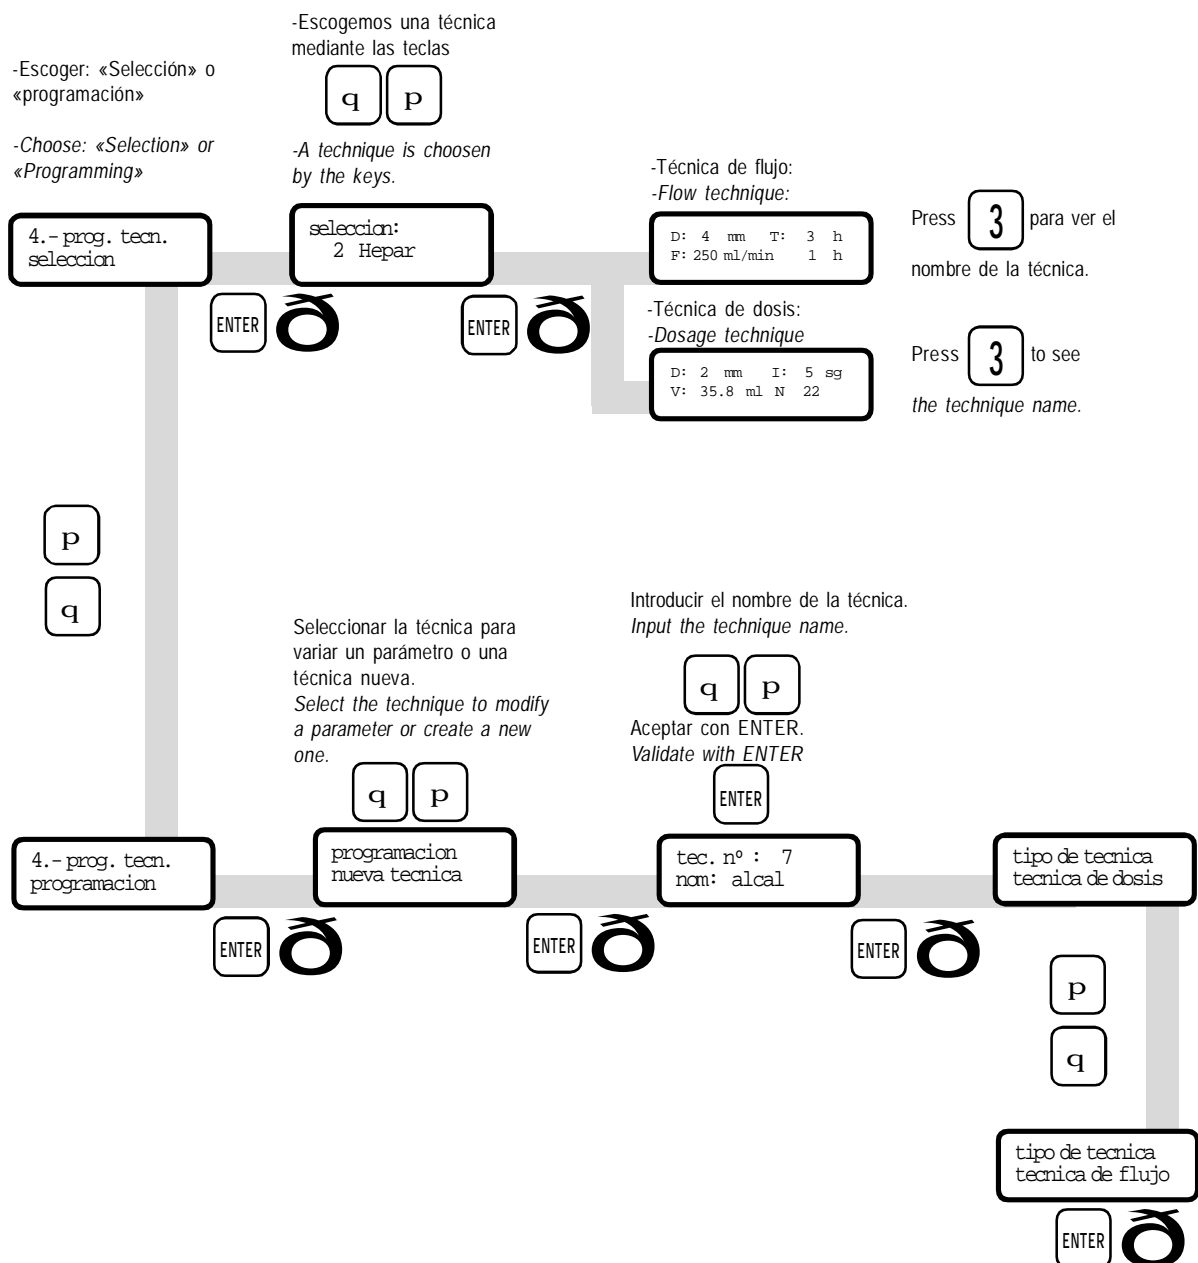 -Escoger: «Selección» o
«programación»
-Choose: «Selection» or
«Programming»
-Escogemos una técnica
mediante las teclas
q p
-A technique is choosen
by the keys.
4.- prog. tecn.
seleccion
ENTER ð
seleccion:
2 Hepar
ENTER ð
-Técnica de flujo:
-Flow technique:
D: 4 mm T: 3 h
F: 250 ml/min 1 h
Press 3 para ver el
nombre de la técnica.
-Técnica de dosis:
-Dosage technique
D: 2 mm I: 5 sg
V: 35.8 ml N 22
Press 3 to see
the technique name.
p
q
Seleccionar la técnica para
variar un parámetro o una
técnica nueva.
Select the technique to modify
a parameter or create a new
one.
q p
Introducir el nombre de la técnica.
Input the technique name.
q p
Aceptar con ENTER.
Validate with ENTER
ENTER
4.- prog. tecn.
programacion
ENTER ð
programacion
nueva tecnica
ENTER ð
tec. nº : 7
nom: alcal
ENTER ð
tipo de tecnica
tecnica de dosis
p
q
tipo de tecnica
tecnica de flujo
ENTER ð